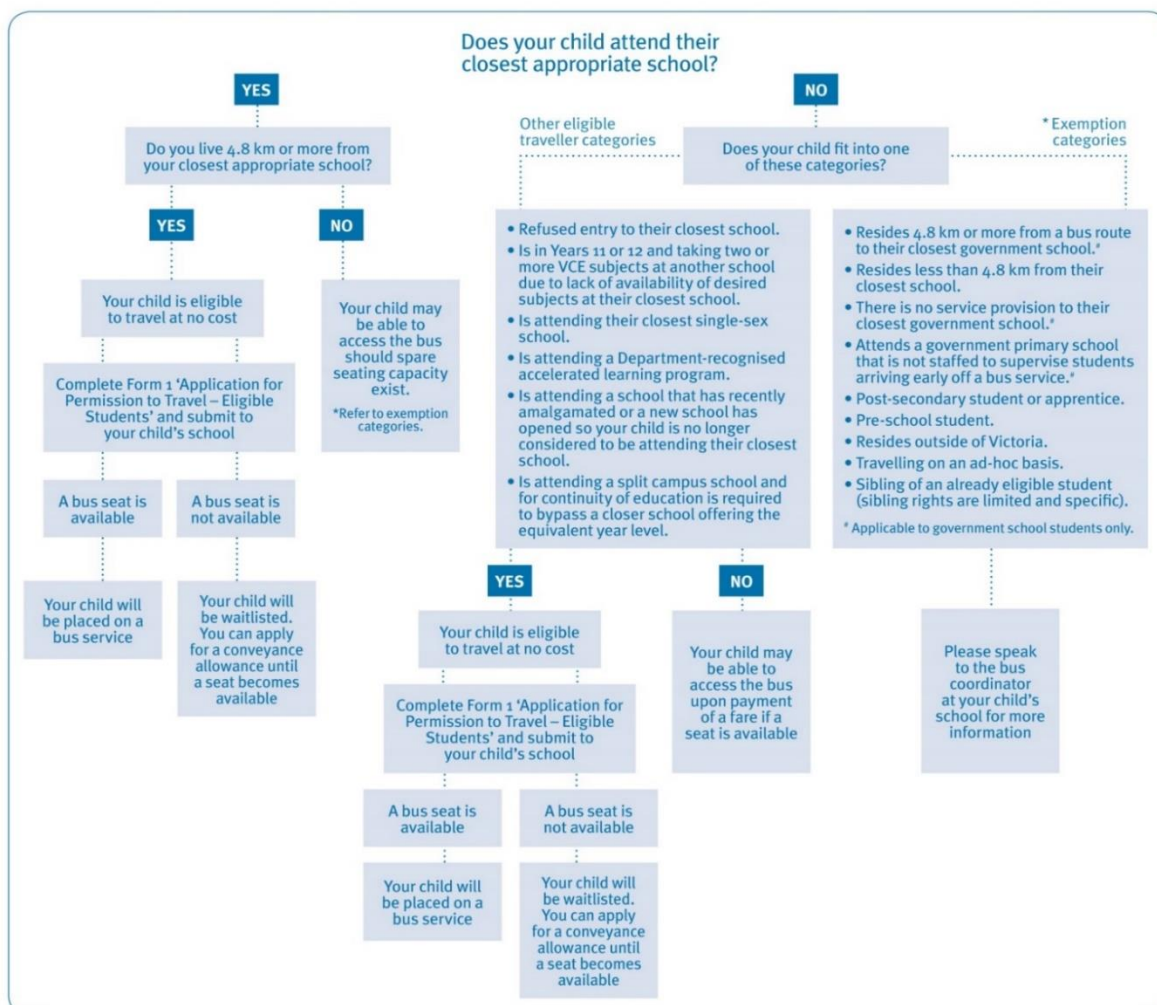 Does your child attend their
closest appropriate school?
YES
Do you live 4.8 km or more from
your closest appropriate school?
YES
Your child is eligible
to travel at no cost
Complete Form 1 ‘Application for
Permission to Travel – Eligible
Students’ and submit to
your child’s school
A bus seat is
available
Your child will
be placed on a
bus service
A bus seat is
not available
Your child will
be waitlisted.
You can apply
for a conveyance
allowance until
a seat becomes
available
NO
Your child may
be able to
access the bus
should spare
seating capacity
exist.
*Refer to exemption
categories.
NO
Does your child fit into one
of these categories?
Other eligible
traveller categories
• Refused entry to their closest school.
• Is in Years 11 or 12 and taking two or
more VCE subjects at another school
due to lack of availability of desired
subjects at their closest school.
• Is attending their closest single-sex
school.
• Is attending a Department-recognised
accelerated learning program.
• Is attending a school that has recently
amalgamated or a new school has
opened so your child is no longer
considered to be attending their closest
school.
• Is attending a split campus school and
for continuity of education is required
to bypass a closer school offering the
equivalent year level.
YES
Your child is eligible
to travel at no cost
Complete Form 1 ‘Application for
Permission to Travel – Eligible
Students’ and submit to
your child’s school
A bus seat is
available
Your child will
be placed on a
bus service
A bus seat is
not available
Your child will
be waitlisted.
You can apply
for a conveyance
allowance until
a seat becomes
available
NO
Your child may
be able to
access the bus
upon payment
of a fare if a
seat is available
* Exemption
categories
• Resides 4.8 km or more from a bus route
to their closest government school.#
• Resides less than 4.8 km from their
closest school.
• There is no service provision to their
closest government school.#
• Attends a government primary school
that is not staffed to supervise students
arriving early off a bus service.#
• Post-secondary student or apprentice.
• Pre-school student.
• Resides outside of Victoria.
• Travelling on an ad-hoc basis.
• Sibling of an already eligible student
(sibling rights are limited and specific).
# Applicable to government school students only.
Please speak
to the bus
coordinator
at your child’s
school for more
information